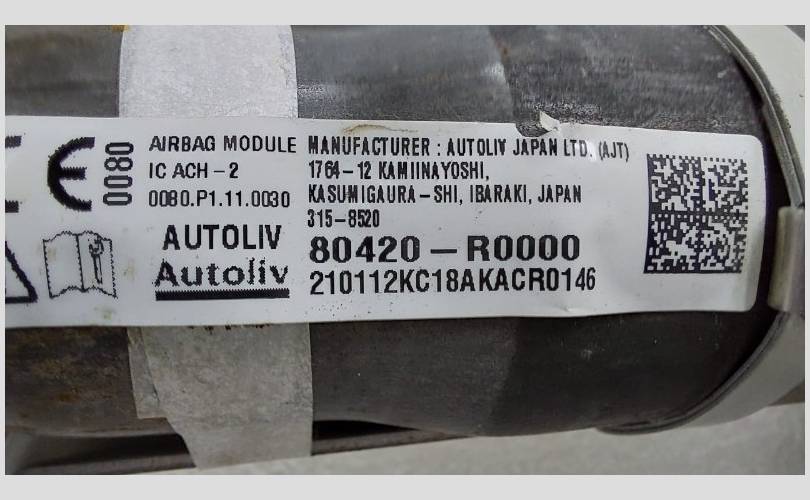 CE 0080
AIRBAG MODULE
IC ACH-2
0080.P1.11.0030
AUTOLIV
Autoliv
MANUFACTURER : AUTOLIV JAPAN LTD. (AJT)
1764-12 KAMIINAYOSHI,
KASUMIGAURA-SHI, IBARAKI, JAPAN
315-8520
80420-R0000
210112KC18AKACR0146